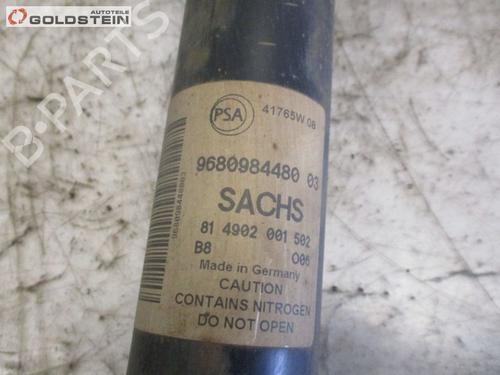 AUTOTEILE
GOLDSTEIN
PSA
41765W 08
9680984480 03
SACHS
81 4902 001 502
B8 006
Made in Germany
CAUTION
CONTAINS NITROGEN
DO NOT OPEN
B-PARTS